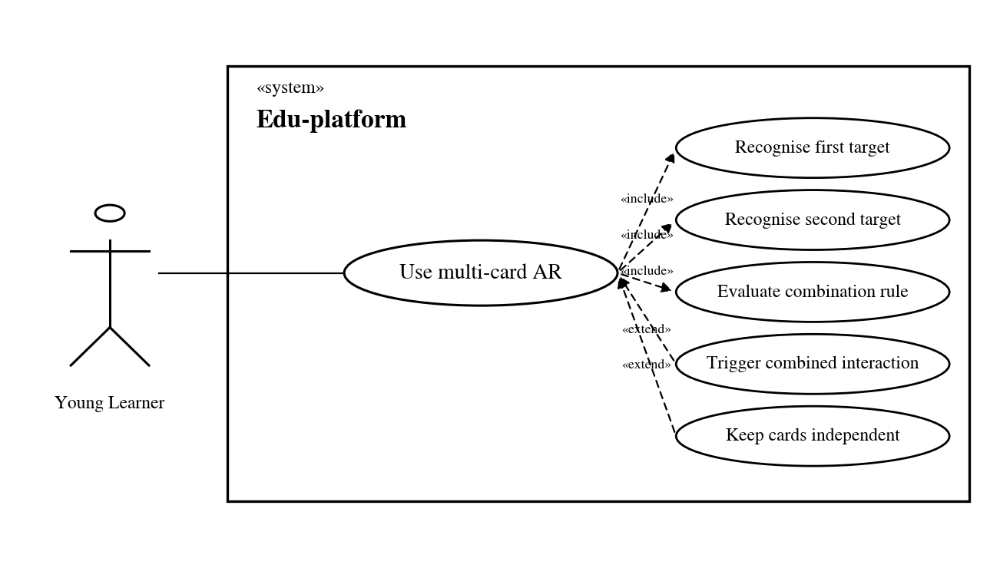 «system»
Edu-platform
Recognise first target
«include»
Recognise second target
«include»
Use multi-card AR
«include»
Evaluate combination rule
«extend»
Trigger combined interaction
«extend»
Young Learner
Keep cards independent